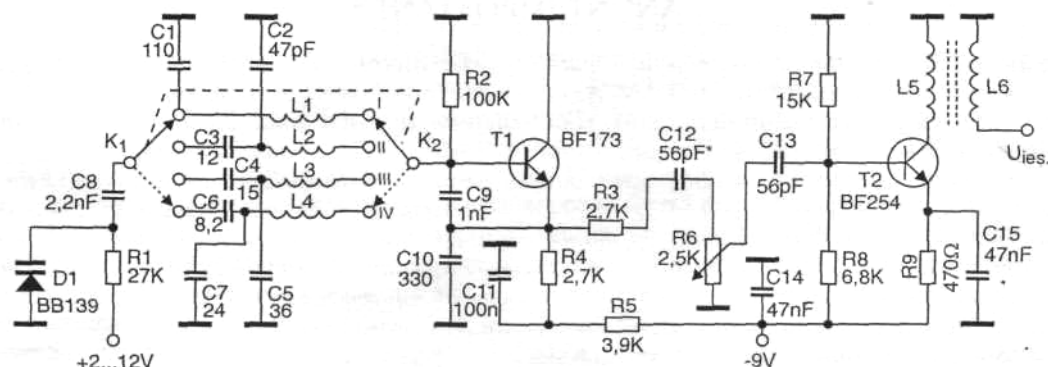 C1
110
C2
47pF
R2
100K
R7
15K
L5
L6
L1
I
K1
C3
12
L2
II
K2
T1
BF173
C12
56pF*
C13
56pF
Uies.
C8
2,2nF
C4
15
L3
III
C6
8,2
L4
IV
C9
1nF
R3
2,7K
T2
BF254
D1
BB139
R1
27K
C7
24
C5
36
C10
330
C11
100n
R4
2,7K
R6
2,5K
C14
47nF
R8
6,8K
R9
470Ω
C15
47nF
R5
3,9K
+2...12V
-9V